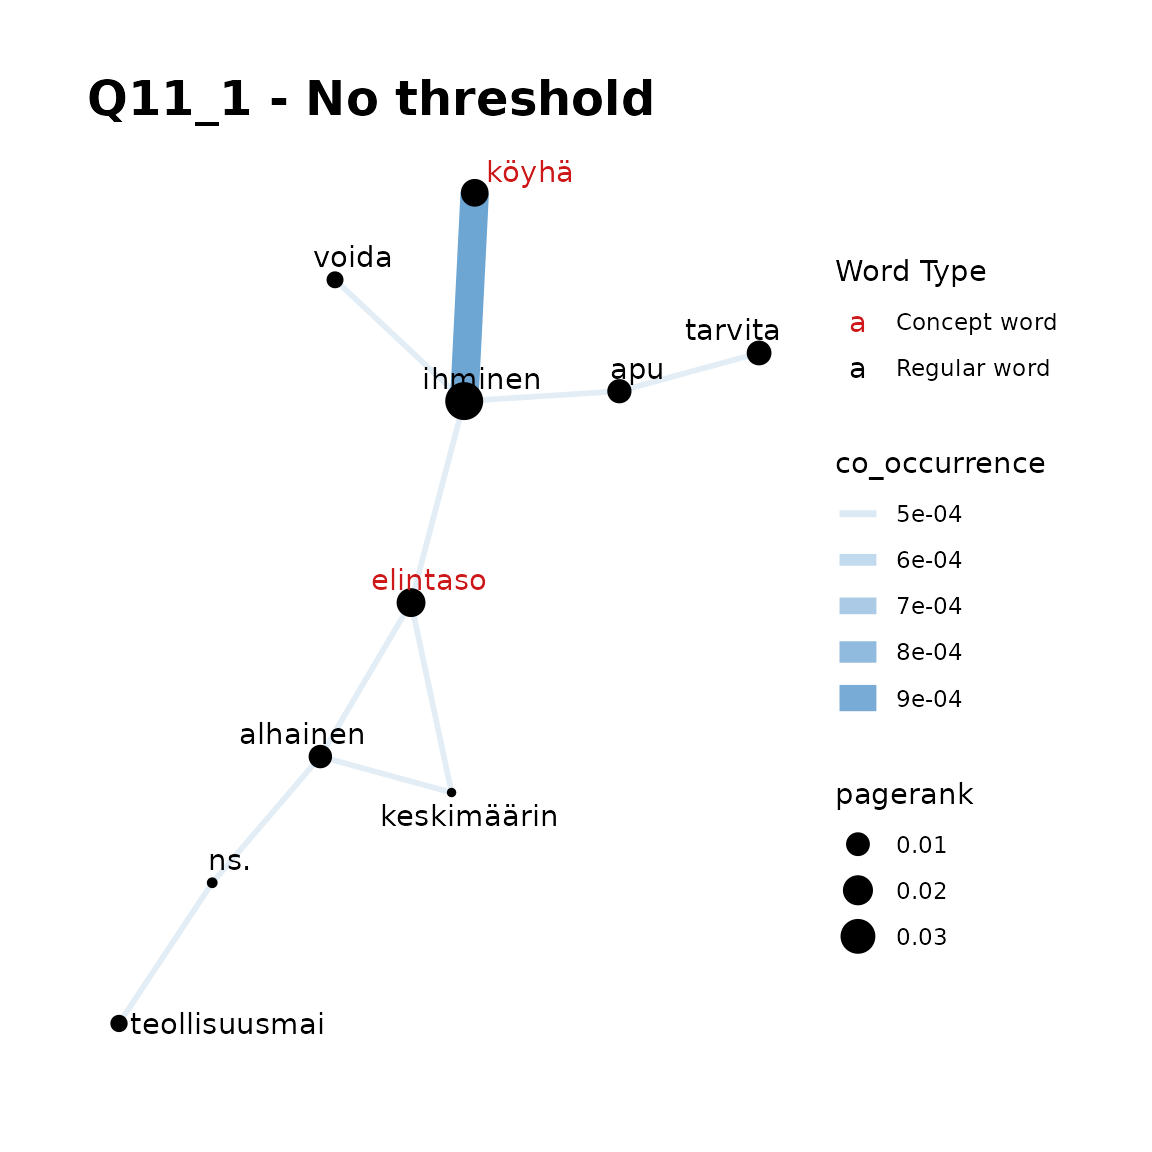 Q11_1 - No threshold
köyhä
voida
tarvita
apu
ihminen
elintaso
alhainen
keskimäärin
ns.
teollisuusmai
Word Type
a Concept word
a Regular word
co_occurrence
5e-04
6e-04
7e-04
8e-04
9e-04
pagerank
0.01
0.02
0.03